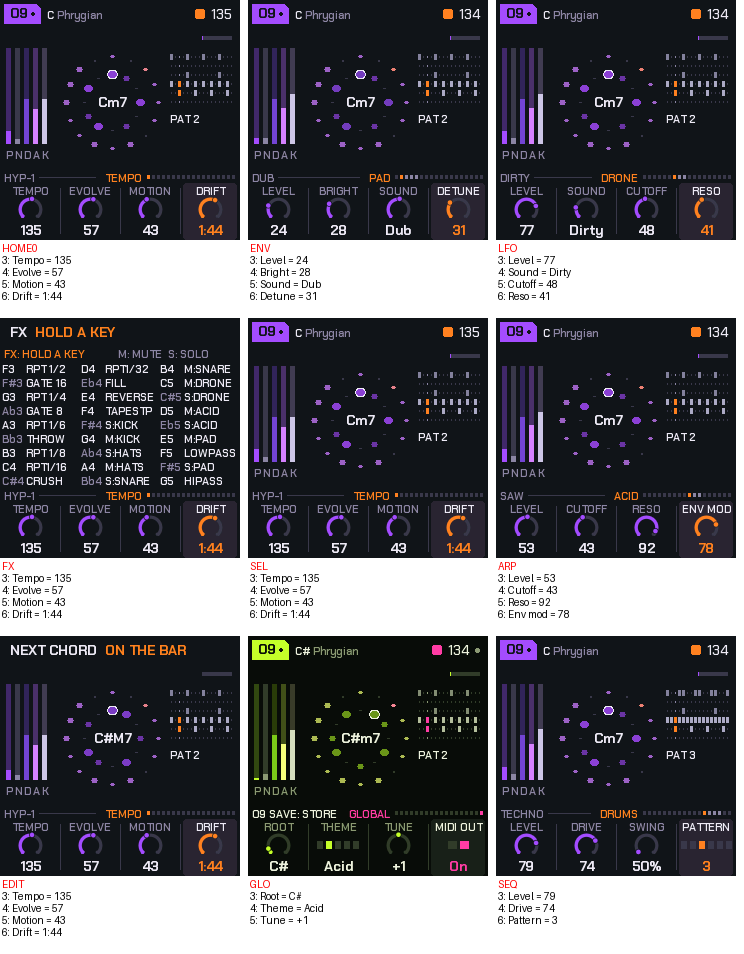 09 C Phrygian 135
Cm7
PAT2
PNDAK
HYP-1 TEMPO
TEMPO EVOLVE MOTION DRIFT
135 57 43 1:44
HOME0
3: Tempo = 135
4: Evolve = 57
5: Motion = 43
6: Drift = 1:44
09 C Phrygian 134
Cm7
PAT2
PNDAK
DUB PAD
LEVEL BRIGHT SOUND DETUNE
24 28 Dub 31
ENV
3: Level = 24
4: Bright = 28
5: Sound = Dub
6: Detune = 31
09 C Phrygian 134
Cm7
PAT2
PNDAK
DIRTY DRONE
LEVEL SOUND CUTOFF RESO
77 Dirty 48 41
LFO
3: Level = 77
4: Sound = Dirty
5: Cutoff = 48
6: Reso = 41
FX HOLD A KEY
FX: HOLD A KEY M: MUTE S: SOLO
F3 RPT1/2 D4 RPT1/32 B4 M:SNARE
F#3 GATE 16 Eb4 FILL C5 M:DRONE
G3 RPT1/4 E4 REVERSE C#5 S:DRONE
Ab3 GATE 8 F4 TAPESTP D5 M:ACID
A3 RPT1/6 F#4 S:KICK Eb5 S:ACID
Bb3 THROW G4 M:KICK E5 M:PAD
B3 RPT1/8 Ab4 S:HATS F5 LOWPASS
C4 RPT1/16 A4 M:HATS F#5 S:PAD
C#4 CRUSH Bb4 S:SNARE G5 HIPASS
HYP-1 TEMPO
TEMPO EVOLVE MOTION DRIFT
135 57 43 1:44
FX
3: Tempo = 135
4: Evolve = 57
5: Motion = 43
6: Drift = 1:44
09 C Phrygian 135
Cm7
PAT2
PNDAK
HYP-1 TEMPO
TEMPO EVOLVE MOTION DRIFT
135 57 43 1:44
SEL
3: Tempo = 135
4: Evolve = 57
5: Motion = 43
6: Drift = 1:44
09 C Phrygian 134
Cm7
PAT2
PNDAK
SAW ACID
LEVEL CUTOFF RESO ENV MOD
53 43 92 78
ARP
3: Level = 53
4: Cutoff = 43
5: Reso = 92
6: Env mod = 78
NEXT CHORD ON THE BAR
C#M7
PAT2
PNDAK
HYP-1 TEMPO
TEMPO EVOLVE MOTION DRIFT
135 57 43 1:44
EDIT
3: Tempo = 135
4: Evolve = 57
5: Motion = 43
6: Drift = 1:44
09 C# Phrygian 134
C#m7
PAT2
PNDAK
09 SAVE: STORE GLOBAL
ROOT THEME TUNE MIDI OUT
C# Acid +1 On
GLO
3: Root = C#
4: Theme = Acid
5: Tune = +1
09 C Phrygian 134
Cm7
PAT3
PNDAK
TECHNO DRUMS
LEVEL DRIVE SWING PATTERN
79 74 50% 3
SEQ
3: Level = 79
4: Drive = 74
6: Pattern = 3